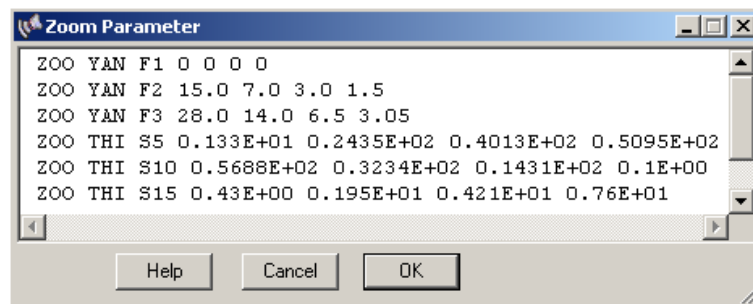 Zoom Parameter
ZOO YAN F1 0 0 0 0
ZOO YAN F2 15.0 7.0 3.0 1.5
ZOO YAN F3 28.0 14.0 6.5 3.05
ZOO THI S5 0.133E+01 0.2435E+02 0.4013E+02 0.5095E+02
ZOO THI S10 0.5688E+02 0.3234E+02 0.1431E+02 0.1E+00
ZOO THI S15 0.43E+00 0.195E+01 0.421E+01 0.76E+01
Help Cancel OK